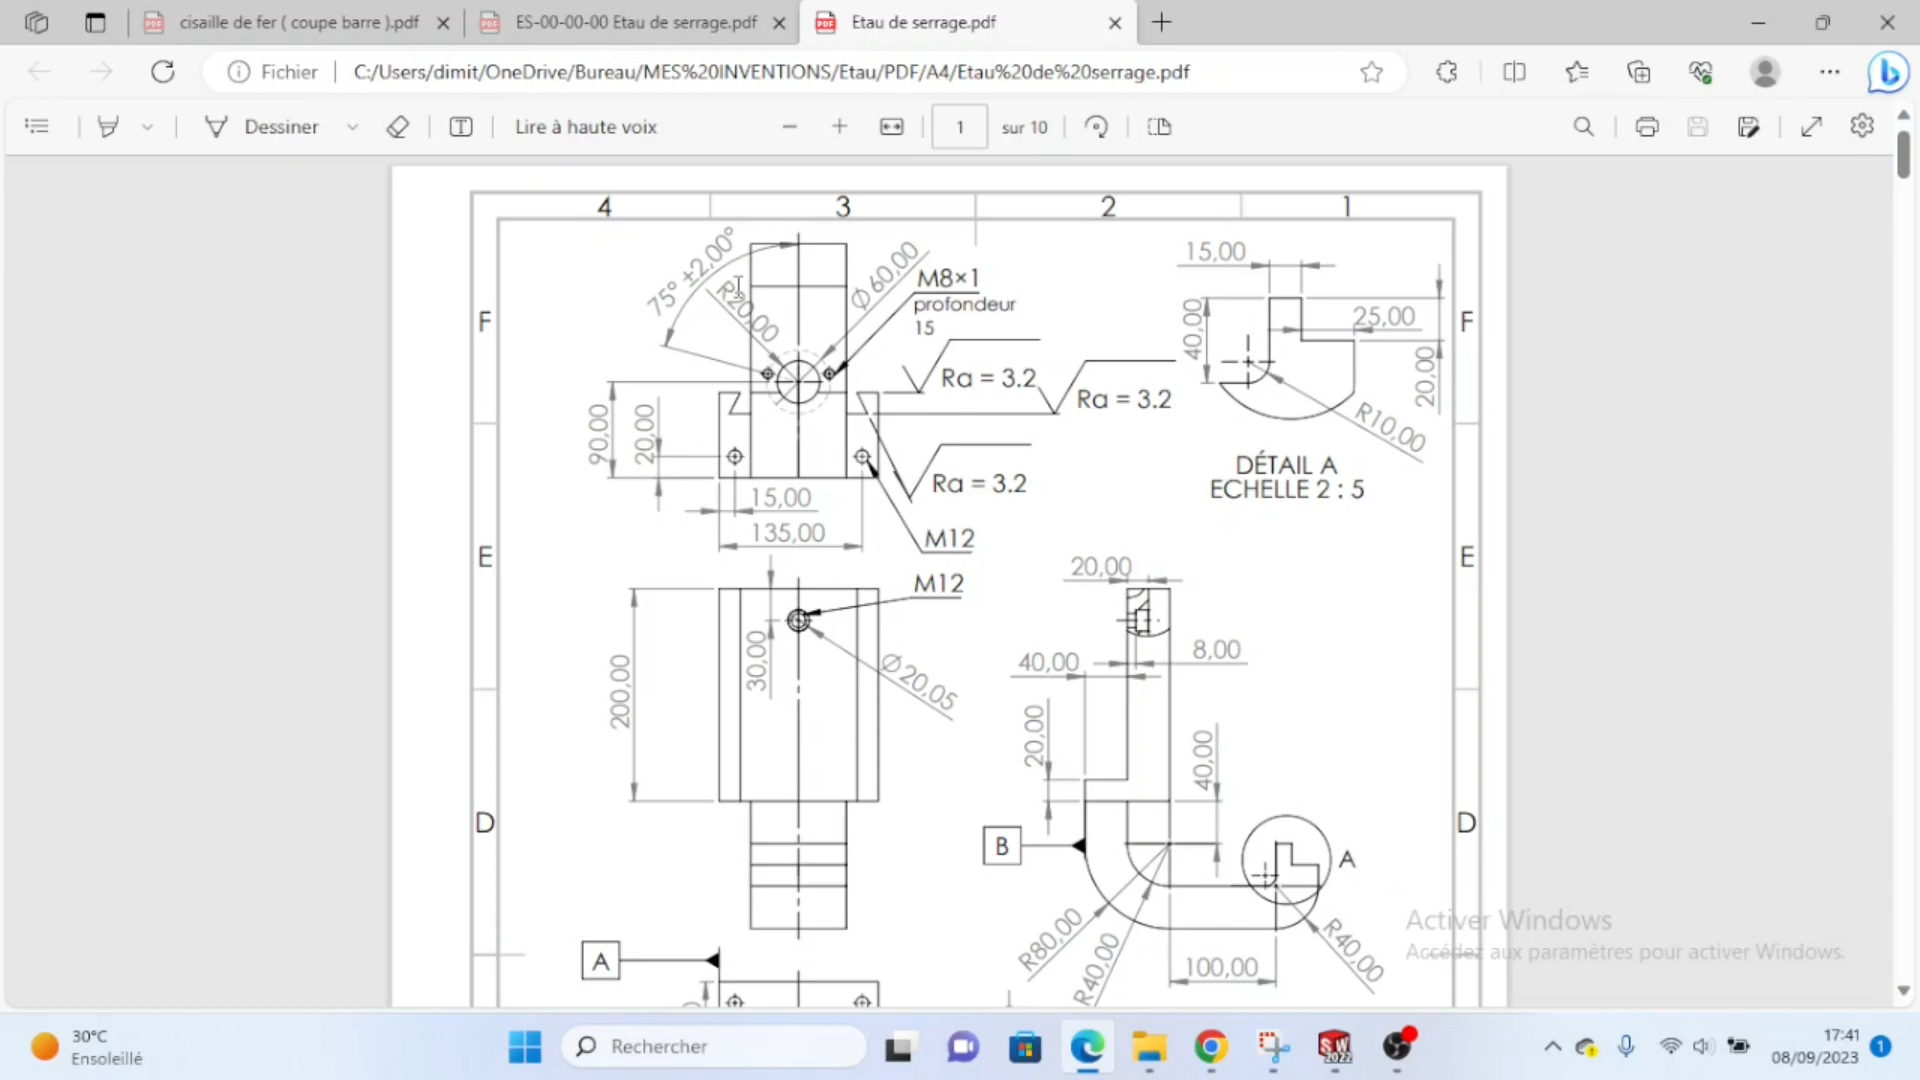 cisaille de fer ( coupe barre ).pdf
ES-00-00-00 Etau de serrage.pdf
Etau de serrage.pdf
Fichier
C:/Users/dimit/OneDrive/Bureau/MES%20INVENTIONS/Etau/PDF/A4/Etau%20de%20serrage.pdf
Dessiner
Lire à haute voix
1
sur 10
4
3
2
1
F
F
75° ±2,00°
R20,00
Ø 60,00
M8×1
profondeur
15
15,00
40,00
25,00
20,00
R10,00
Ra = 3.2
Ra = 3.2
Ra = 3.2
90,00
20,00
15,00
135,00
M12
DÉTAIL A
ECHELLE 2 : 5
E
E
M12
200,00
30,00
Ø20,05
20,00
40,00
8,00
20,00
40,00
D
D
B
A
R80,00
R40,00
100,00
R40,00
A
Activer Windows
Accédez aux paramètres pour activer Windows.
30°C
Ensoleillé
Rechercher
SW
2022
17:41
08/09/2023
1